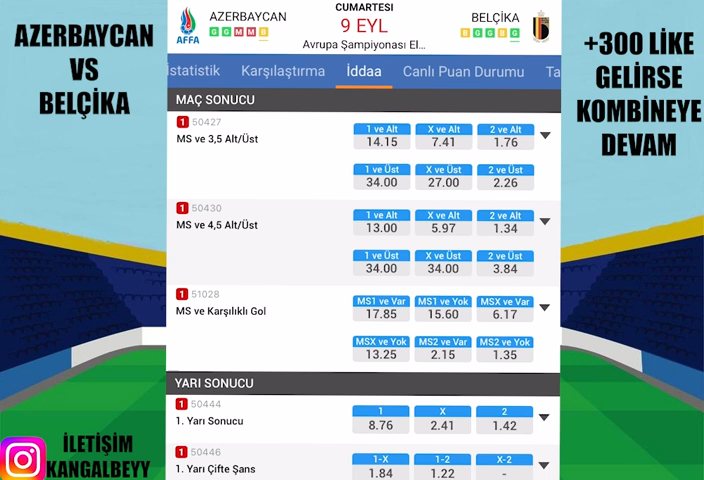 AZERBAYCAN
VS
BELÇİKA
AFFA
AZERBAYCAN
G G M M B
CUMARTESİ
9 EYL
Avrupa Şampiyonası El...
BELÇİKA
B G G B G
+300 LİKE
GELİRSE
KOMBİNEYE
DEVAM
İstatistik Karşılaştırma İddaa Canlı Puan Durumu Ta
MAÇ SONUCU
1 50427
MS ve 3,5 Alt/Üst
1 ve Alt X ve Alt 2 ve Alt
14.15 7.41 1.76
1 ve Üst X ve Üst 2 ve Üst
34.00 27.00 2.26
1 50430
MS ve 4,5 Alt/Üst
1 ve Alt X ve Alt 2 ve Alt
13.00 5.97 1.34
1 ve Üst X ve Üst 2 ve Üst
34.00 34.00 3.84
1 51028
MS ve Karşılıklı Gol
MS1 ve Var MS1 ve Yok MSX ve Var
17.85 15.60 6.17
MSX ve Yok MS2 ve Var MS2 ve Yok
13.25 2.15 1.35
YARI SONUCU
1 50444
1. Yarı Sonucu
1 X 2
8.76 2.41 1.42
1 50446
1. Yarı Çifte Şans
1-X 1-2 X-2
1.84 1.22 -
İLETİŞİM
KANGALBEYY